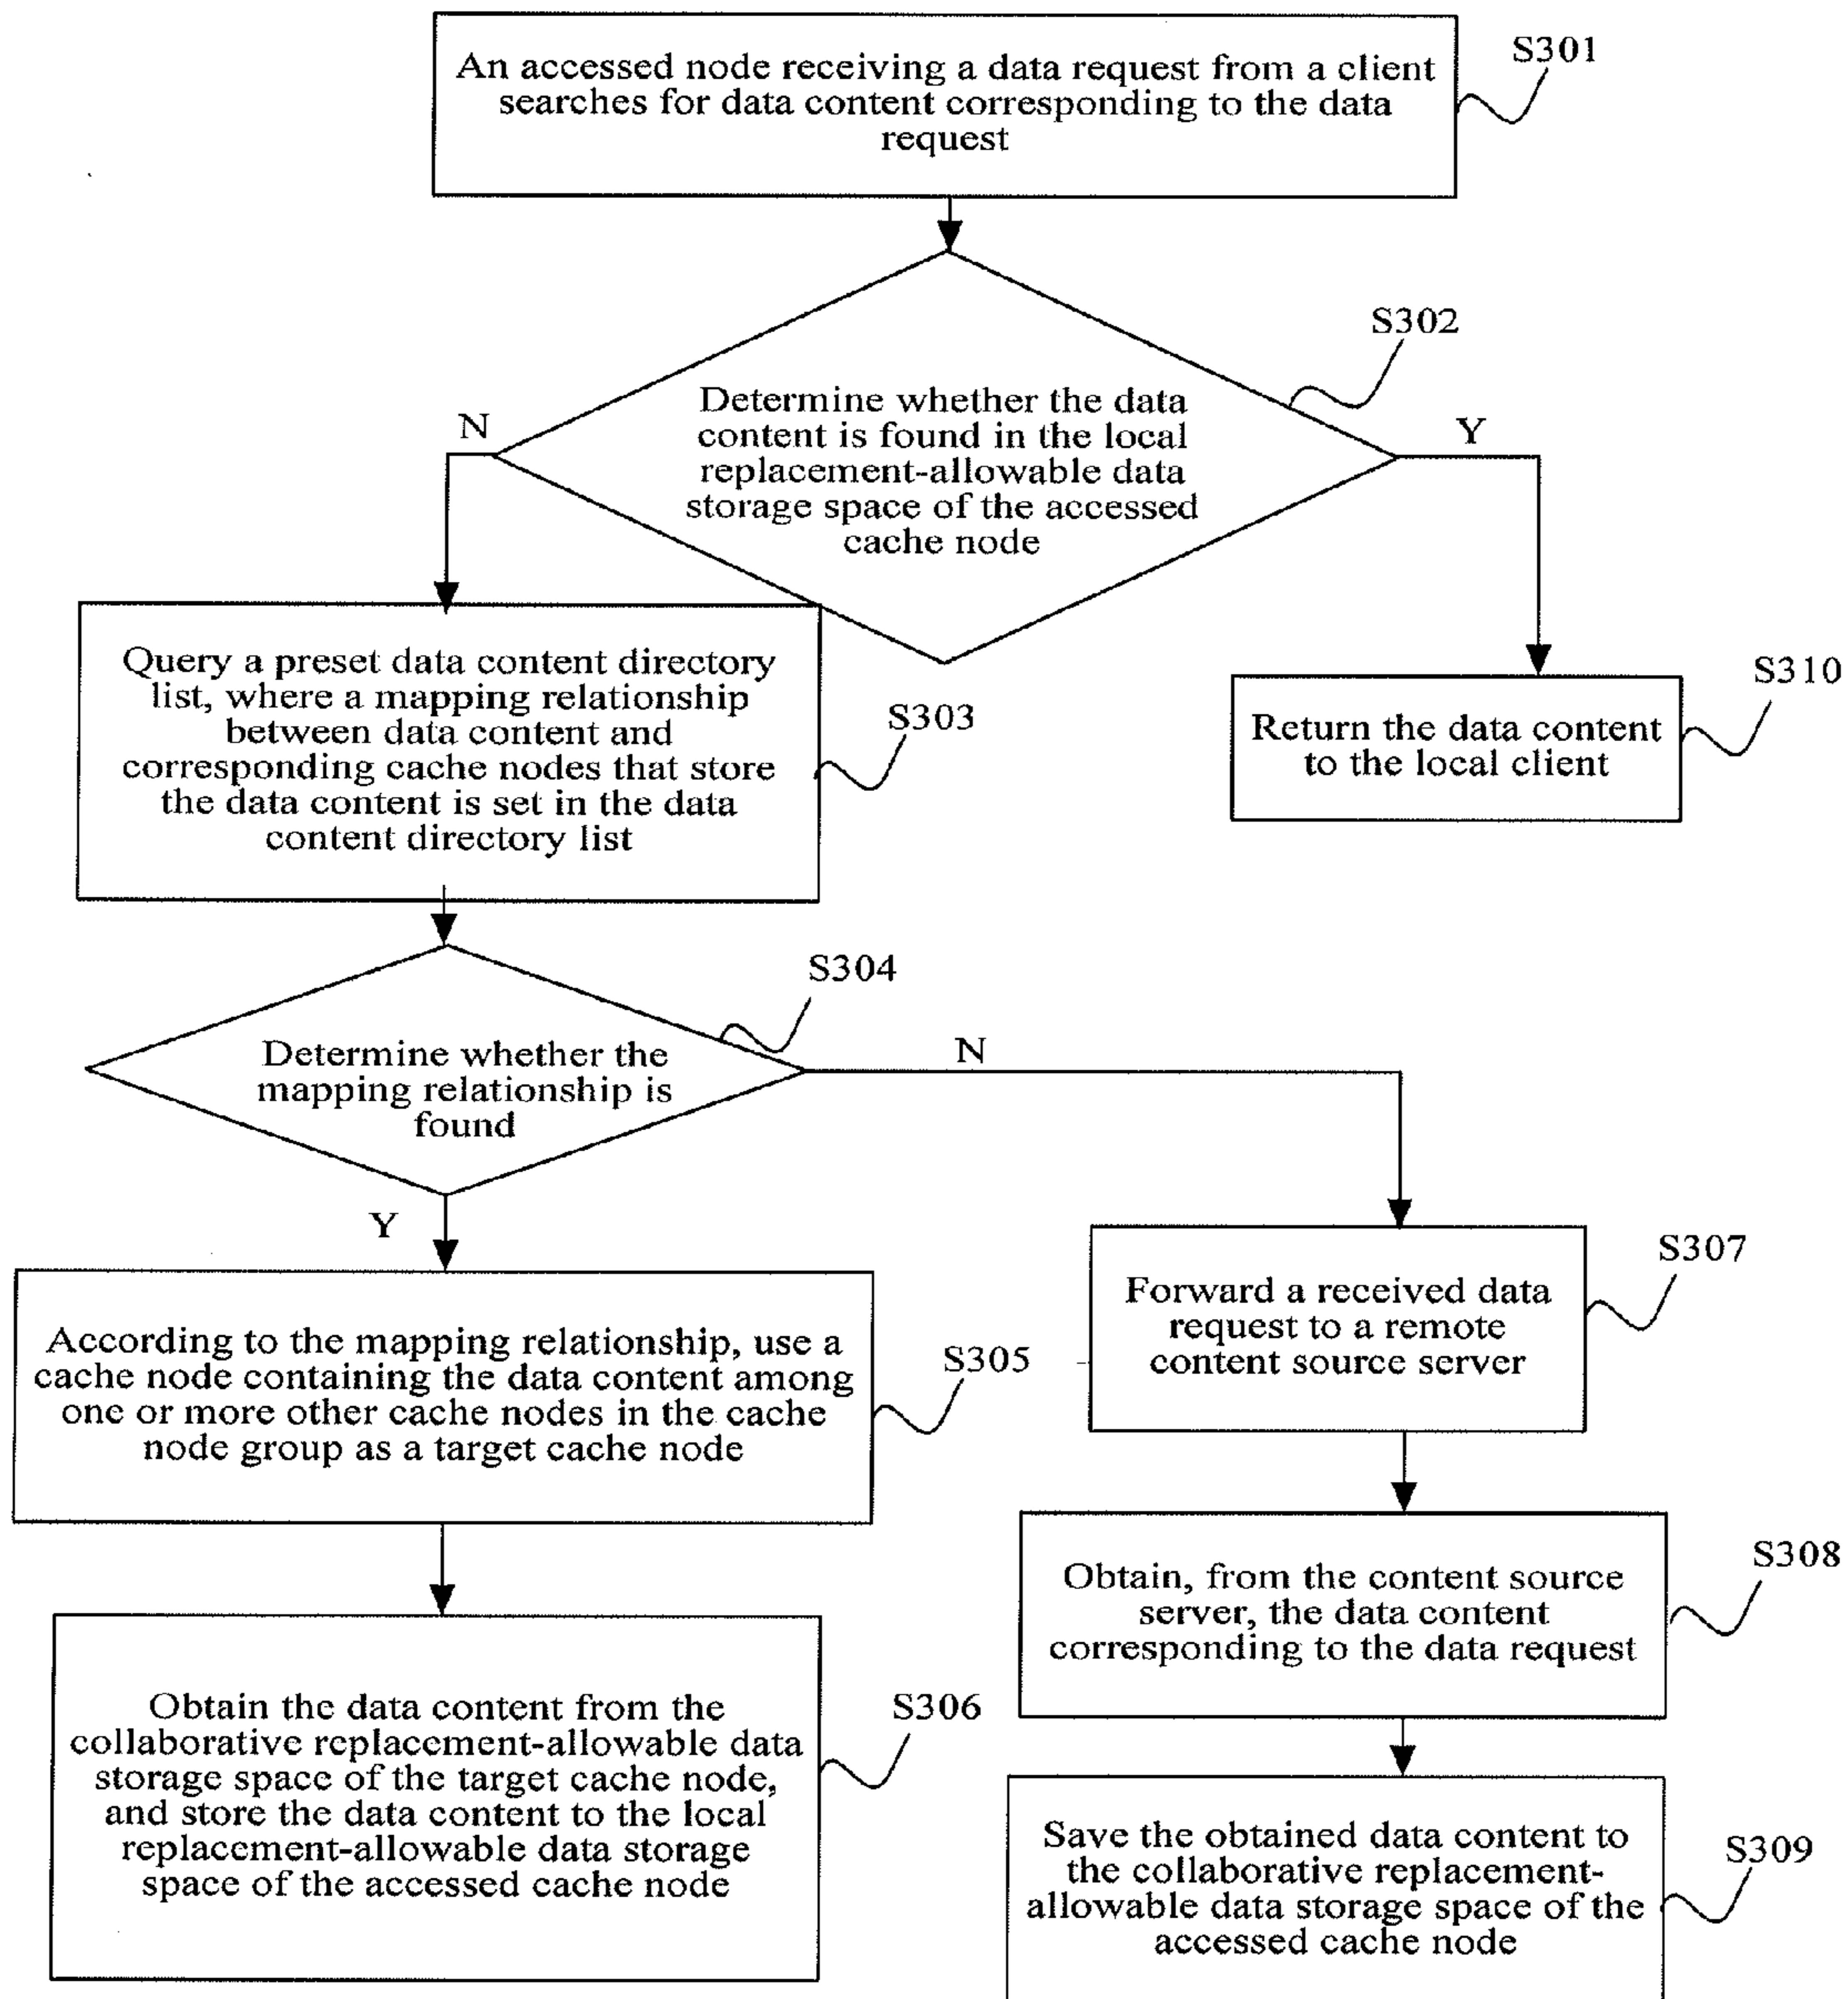 An accessed node receiving a data request from a client
searches for data content corresponding to the data
request
S301
S302
Determine whether the data
content is found in the local
replacement-allowable data
storage space of the accessed
cache node
N
Y
Query a preset data content directory
list, where a mapping relationship
between data content and
corresponding cache nodes that store
the data content is set in the data
content directory list
S303
S310
Return the data content
to the local client
S304
Determine whether the
mapping relationship is
found
N
Y
According to the mapping relationship, use a
cache node containing the data content among
one or more other cache nodes in the cache
node group as a target cache node
S305
S307
Forward a received data
request to a remote
content source server
S308
Obtain, from the content source
server, the data content
corresponding to the data request
Obtain the data content from the
collaborative replacement-allowable data
storage space of the target cache node,
and store the data content to the local
replacement-allowable data storage
space of the accessed cache node
S306
Save the obtained data content to
the collaborative replacement-
allowable data storage space of the
accessed cache node
S309